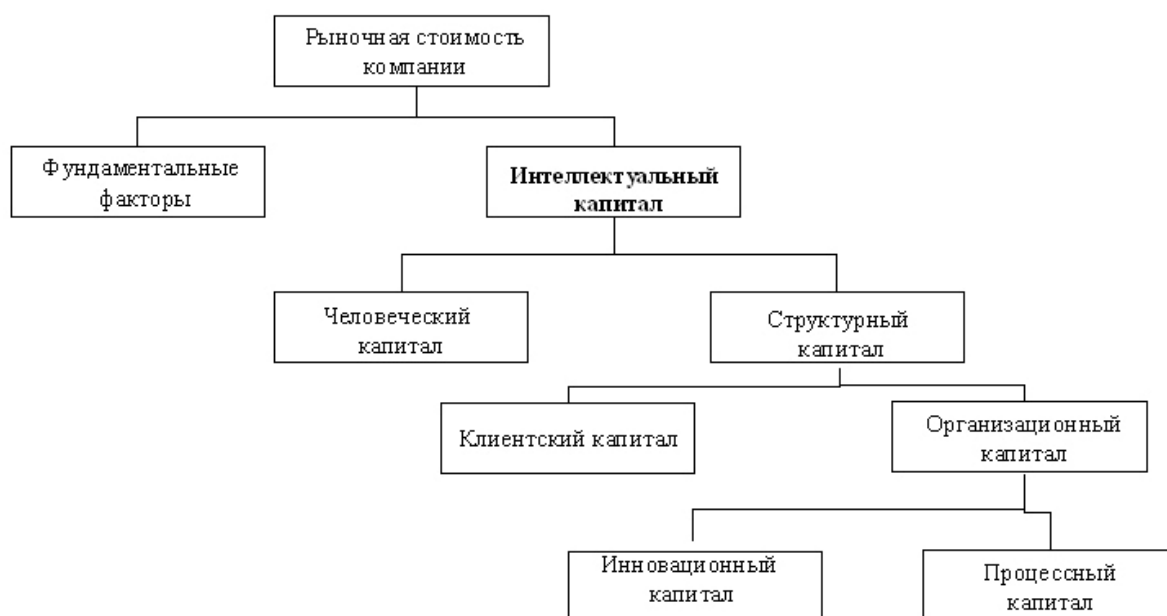 Рыночная стоимость
компании
Фундаментальные
факторы
Интеллектуальный
капитал
Человеческий
капитал
Структурный
капитал
Клиентский капитал
Организационный
капитал
Инновационный
капитал
Процессный
капитал